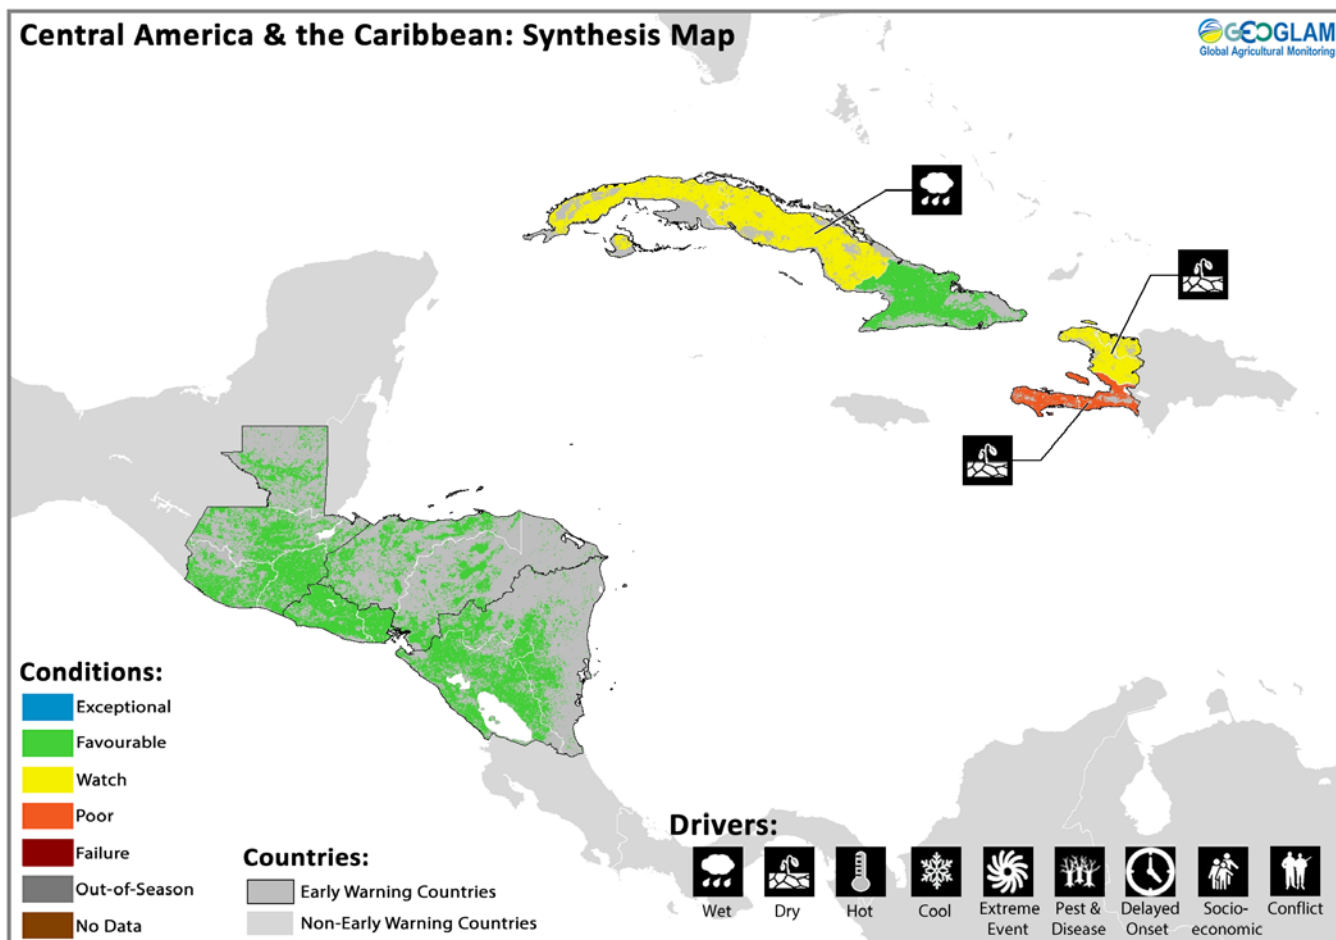 Central America & the Caribbean: Synthesis Map
GEOGLAM
Global Agricultural Monitoring
Conditions:
Exceptional
Favourable
Watch
Poor
Failure
Out-of-Season
No Data
Countries:
Early Warning Countries
Non-Early Warning Countries
Drivers:
Wet
Dry
Hot
Cool
Extreme
Event
Pest &
Disease
Delayed
Onset
Socio-
economic
Conflict